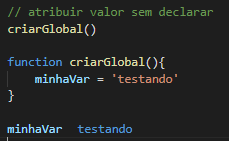 // atribuir valor sem declarar
criarGlobal()
function criarGlobal(){
minhaVar = 'testando'
}
minhaVar testando